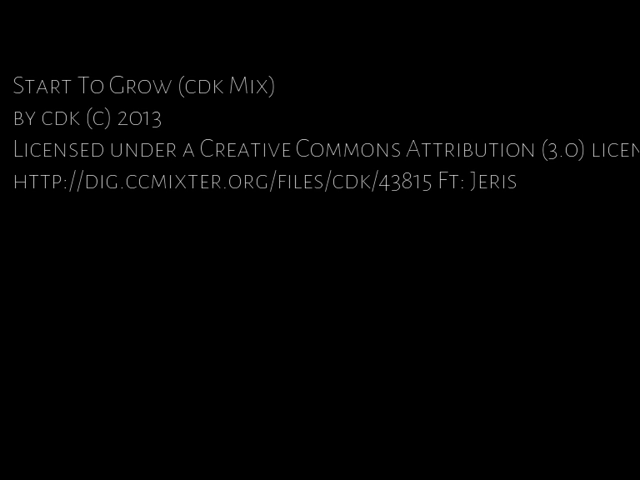 Start To Grow (cdk Mix)
by cdk (c) 2013
Licensed under a Creative Commons Attribution (3.0) licen
http://dig.ccmixter.org/files/cdk/43815 Ft: Jeris